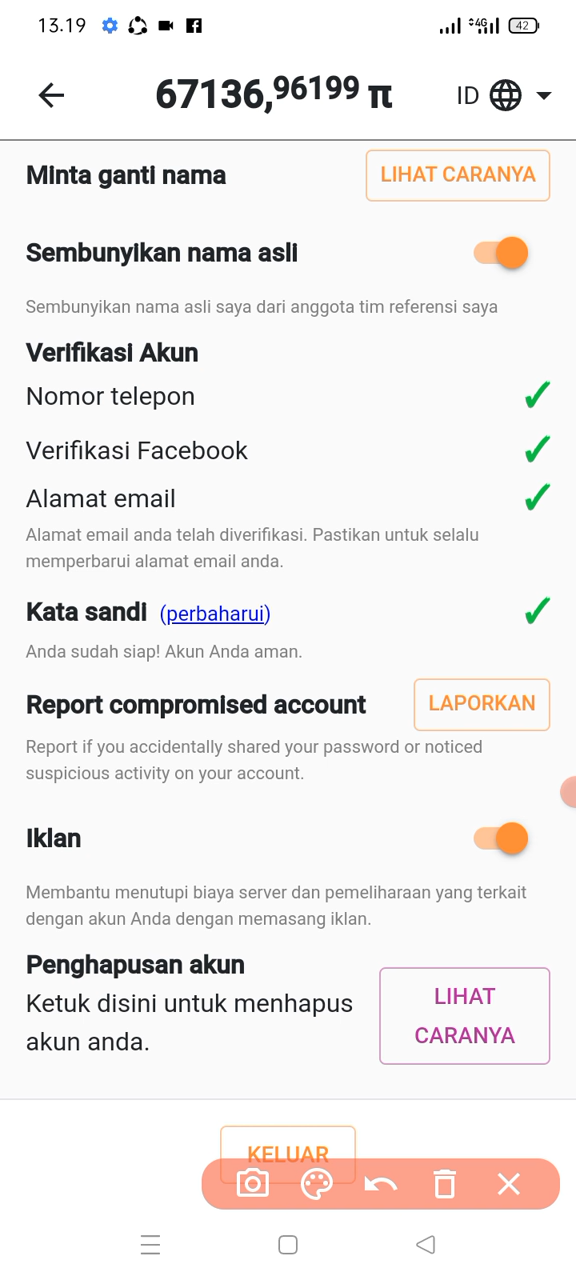 13.19
4G
42
67136,96199 π
ID
Minta ganti nama
LIHAT CARANYA
Sembunyikan nama asli
Sembunyikan nama asli saya dari anggota tim referensi saya
Verifikasi Akun
Nomor telepon
Verifikasi Facebook
Alamat email
Alamat email anda telah diverifikasi. Pastikan untuk selalu
memperbarui alamat email anda.
Kata sandi (perbaharui)
Anda sudah siap! Akun Anda aman.
Report compromised account
LAPORKAN
Report if you accidentally shared your password or noticed
suspicious activity on your account.
Iklan
Membantu menutupi biaya server dan pemeliharaan yang terkait
dengan akun Anda dengan memasang iklan.
Penghapusan akun
Ketuk disini untuk menhapus
akun anda.
LIHAT
CARANYA
KELUAR